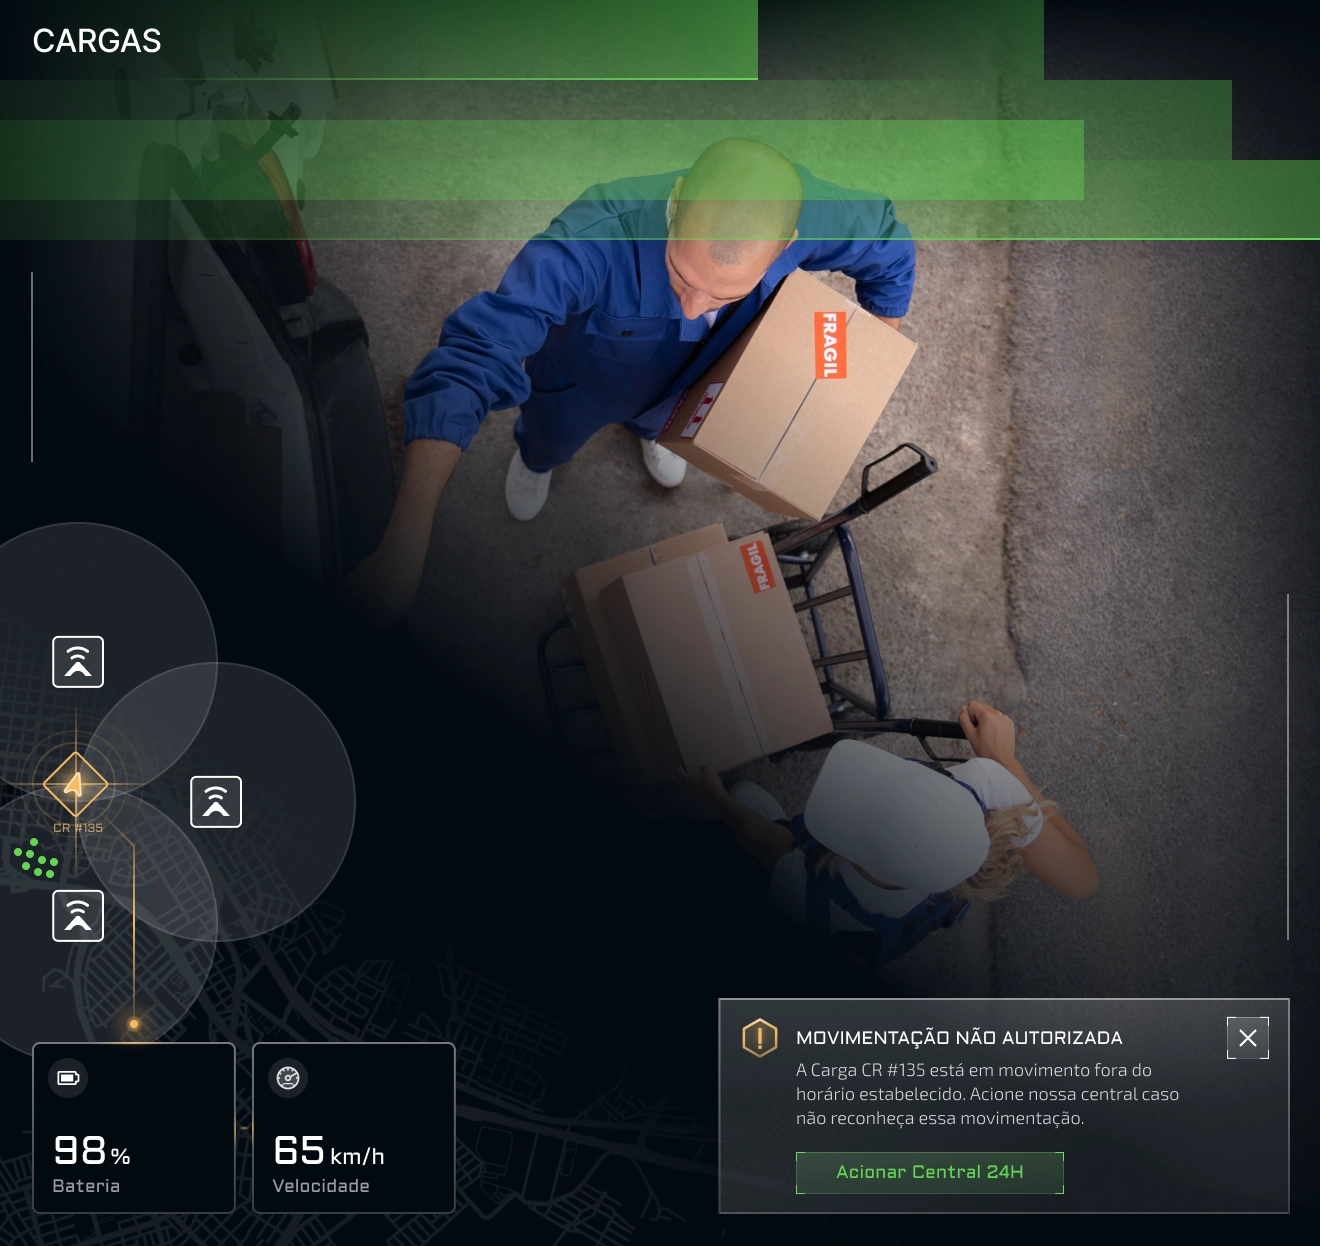 CARGAS
FRAGIL
FRAGIL
CR #135
98 %
Bateria
65 km/h
Velocidade
MOVIMENTAÇÃO NÃO AUTORIZADA
A Carga CR #135 está em movimento fora do
horário estabelecido. Acione nossa central caso
não reconheça essa movimentação.
Acionar Central 24H